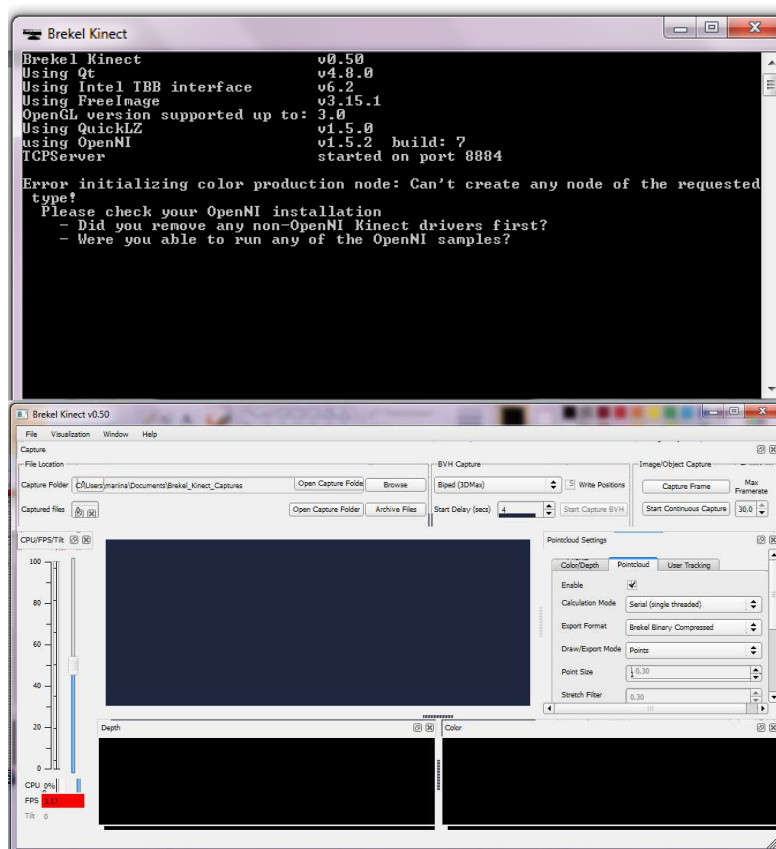 Brekel Kinect
Brekel Kinect v0.50
Using Qt v4.8.0
Using Intel TBB interface v6.2
Using FreeImage v3.15.1
OpenGL version supported up to: 3.0
Using QuickLZ v1.5.0
using OpenNI v1.5.2 build: 7
TCPServer started on port 8884
Error initializing color production node: Can't create any node of the requested
type!
Please check your OpenNI installation
- Did you remove any non-OpenNI Kinect drivers first?
- Were you able to run any of the OpenNI samples?
Brekel Kinect v0.50
File Visualization Window Help
Capture
File Location BVH Capture Image/Object Capture
Capture Folder C:\Users\mariina\Documents\Brekel_Kinect_Captures Open Capture Folde Browse Biped (3DMax) Write Positions Capture Frame Max
Framerate
Captured files Open Capture Folder Archive Files Start Delay (secs) 4 Start Capture BVH Start Continuous Capture 30.0
CPU/FPS/Tilt Pointcloud Settings
Color/Depth Pointcloud User Tracking
100 Enable
80 Calculation Mode Serial (single threaded)
Export Format Brekel Binary Compressed
60 Draw/Export Mode Points
Point Size 0.30
40 Stretch Filter 0.30
20 Depth Color
0
CPU 0%
FPS
Tilt 0